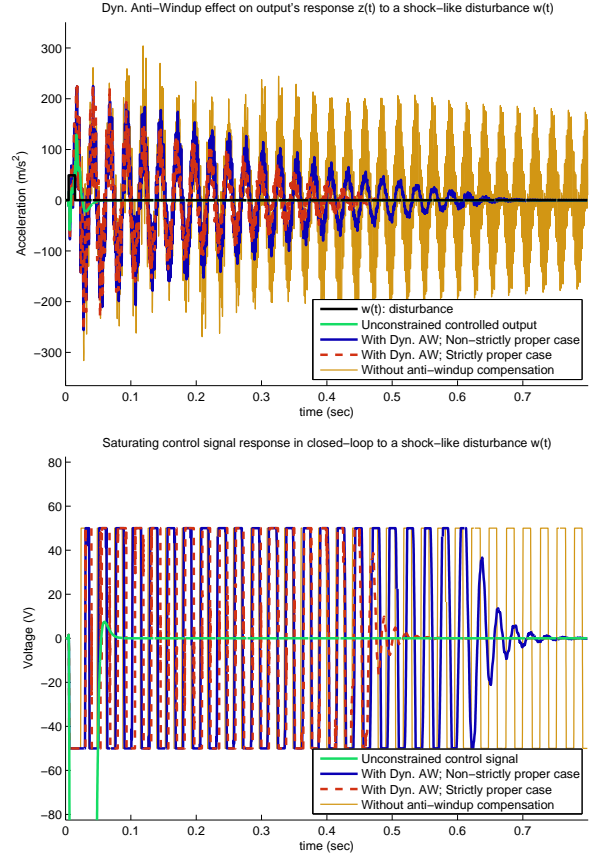 Dyn. Anti−Windup effect on output's response z(t) to a shock−like disturbance w(t)
300
200
100
0
−100
−200
−300
Acceleration (m/s²)
w(t): disturbance
Unconstrained controlled output
With Dyn. AW; Non−strictly proper case
With Dyn. AW; Strictly proper case
Without anti−windup compensation
0 0.1 0.2 0.3 0.4 0.5 0.6 0.7
time (sec)
Saturating control signal response in closed−loop to a shock−like disturbance w(t)
80
60
40
20
0
−20
−40
−60
−80
Voltage (V)
Unconstrained control signal
With Dyn. AW; Non−strictly proper case
With Dyn. AW; Strictly proper case
Without anti−windup compensation
0 0.1 0.2 0.3 0.4 0.5 0.6 0.7
time (sec)